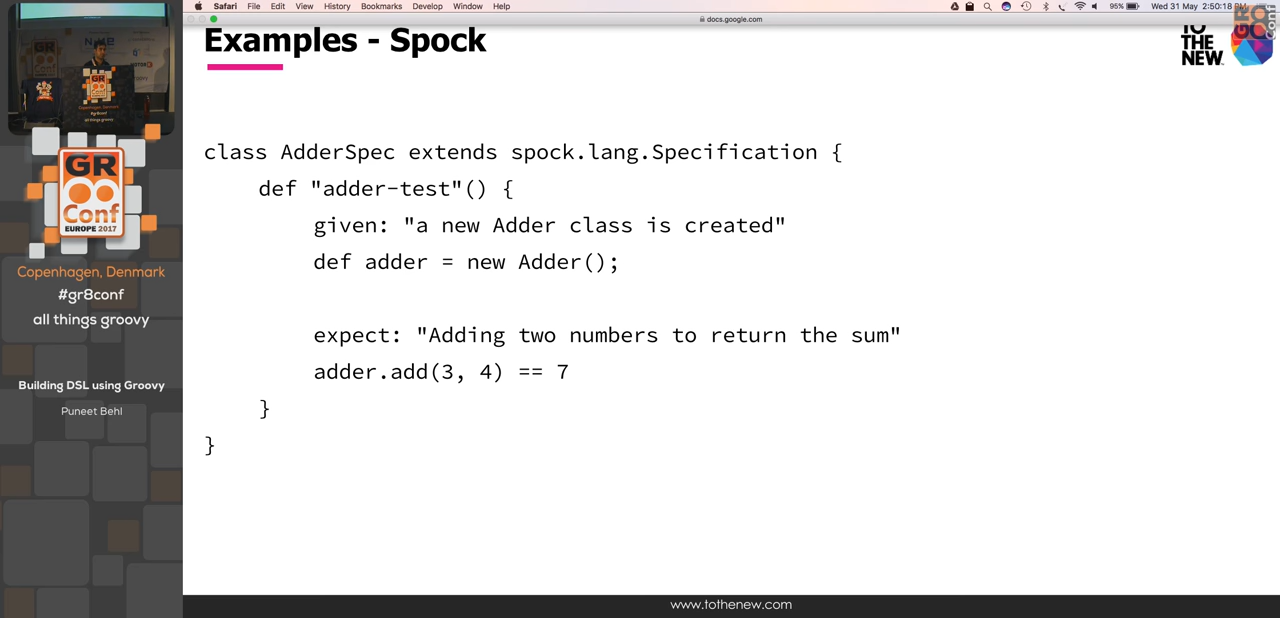 Safari File Edit View History Bookmarks Develop Window Help
95% Wed 31 May 2:50:18 PM
docs.google.com
Examples - Spock
TO
THE
NEW.
GR8
Conf
class AdderSpec extends spock.lang.Specification {
def "adder-test"() {
given: "a new Adder class is created"
def adder = new Adder();
expect: "Adding two numbers to return the sum"
adder.add(3, 4) == 7
}
}
www.tothenew.com
GR
Conf
EUROPE 2017
Copenhagen, Denmark
#gr8conf
all things groovy
Building DSL using Groovy
Puneet Behl